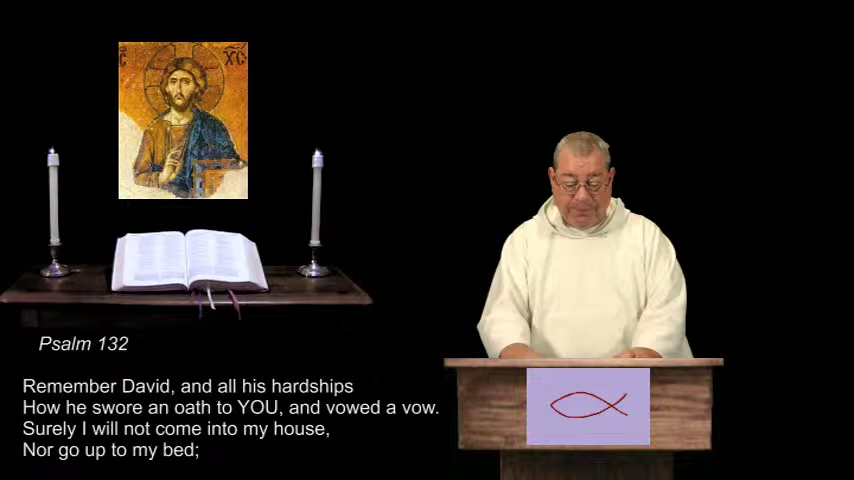 C
XC
Psalm 132
Remember David, and all his hardships
How he swore an oath to YOU, and vowed a vow.
Surely I will not come into my house,
Nor go up to my bed;